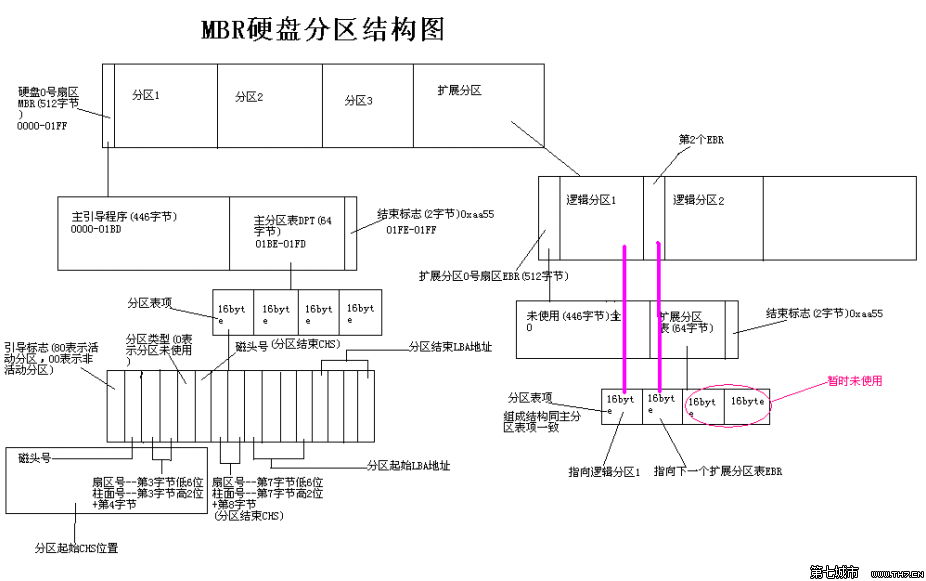 MBR硬盘分区结构图
硬盘0号扇区
MBR(512字节
)
0000-01FF
分区1
分区2
分区3
扩展分区
第2个EBR
主引导程序(446字节)
0000-01BD
主分区表DPT(64
字节)
01BE-01FD
结束标志(2字节)0xaa55
01FE-01FF
逻辑分区1
逻辑分区2
扩展分区0号扇区EBR(512字节)
分区表项
16byt
e
16byt
e
16byt
e
16byt
e
未使用(446字节)全
0
扩展分区
表(64字节)
结束标志(2字节)0xaa55
引导标志(80表示活
动分区，00表示非
活动分区)
分区类型(0表
示分区未使用
)
磁头号
(分区结束CHS)
分区结束LBA地址
分区表项
组成结构同主分
区表项一致
16byt
e
16byt
e
16byt
e
16byte
暂时未使用
指向逻辑分区1
指向下一个扩展分区表EBR
磁头号
扇区号--第3字节低6位
柱面号--第3字节高2位
+第4字节
扇区号--第7字节低6位
柱面号--第7字节高2位
+第8字节
(分区结束CHS)
分区起始LBA地址
分区起始CHS位置
第七城市 WWW.TH7.CN